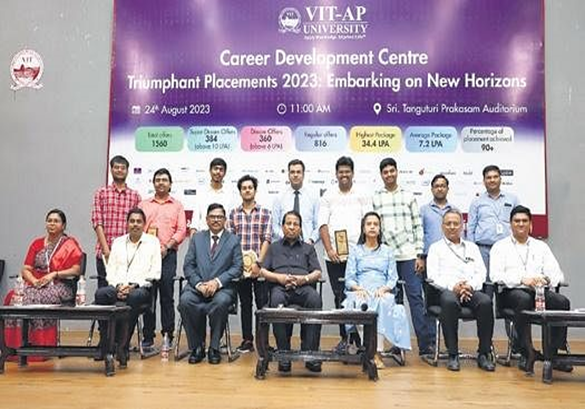 VIT-AP
UNIVERSITY
Career Development Centre
Triumphant Placements 2023: Embarking on New Horizons
24th August 2023
11:00 AM
Sri. Tanguturi Prakasam Auditorium
Total offers
1560
Super Dream Offers
384
(above 10 LPA)
Dream Offers
360
(above 6 LPA)
Regular offers
816
Highest Package
34.4 LPA
Average Package
7.2 LPA
Percentage of
placement achieved
90+